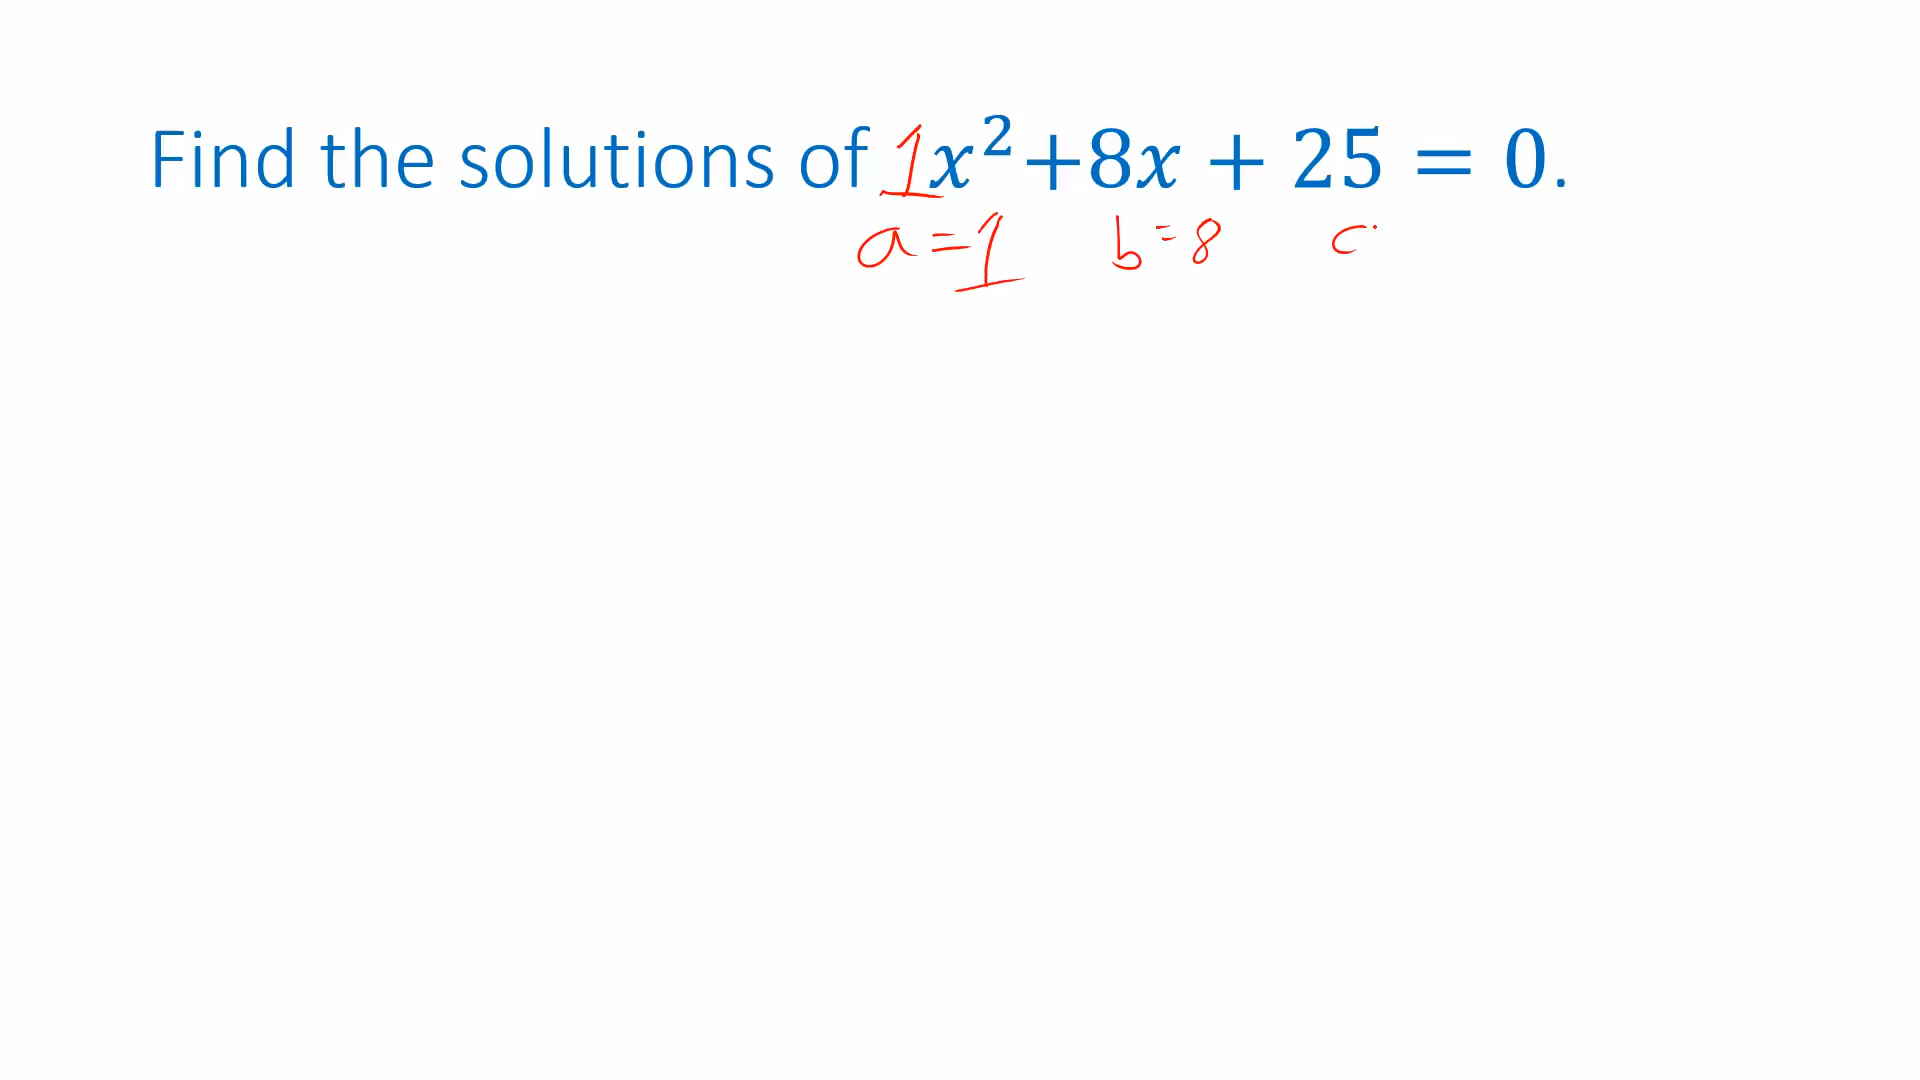 Find the solutions of 1x²+8x + 25 = 0.
a=1 b=8 c